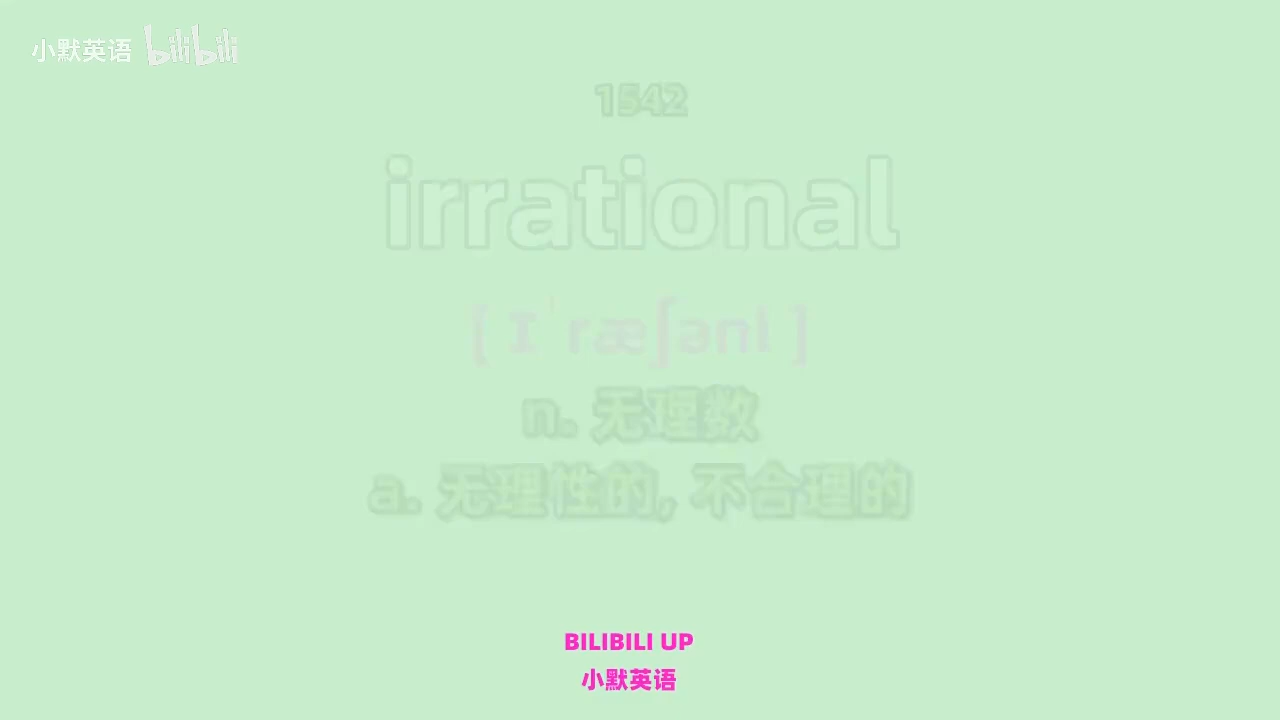 小默英语 bilibili
1542
irrational
[ ɪˈræʃənl ]
n. 无理数
a. 无理性的, 不合理的
BILIBILI UP
小默英语